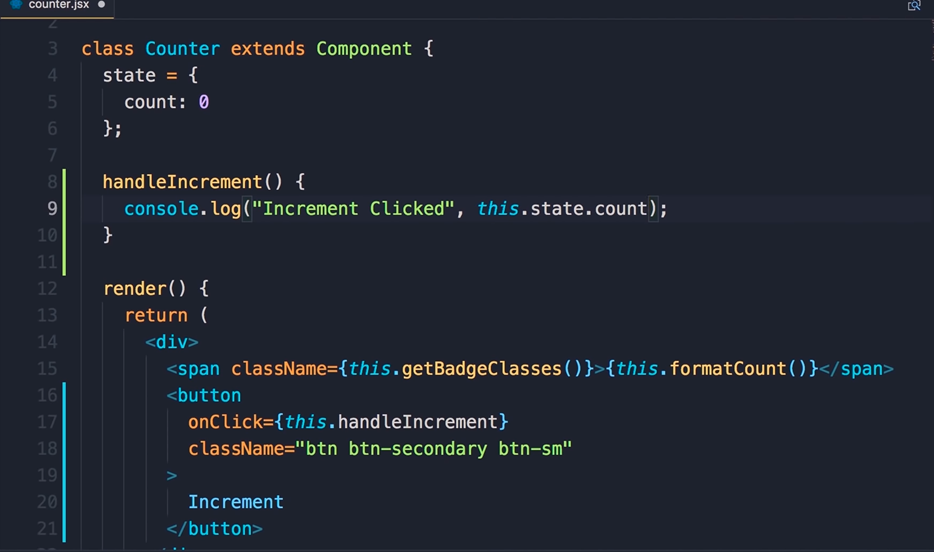 counter.jsx
2
3 class Counter extends Component {
4 state = {
5 count: 0
6 };
7
8 handleIncrement() {
9 console.log("Increment Clicked", this.state.count);
10 }
11
12 render() {
13 return (
14 <div>
15 <span className={this.getBadgeClasses()}>{this.formatCount()}</span>
16 <button
17 onClick={this.handleIncrement}
18 className="btn btn-secondary btn-sm"
19 >
20 Increment
21 </button>